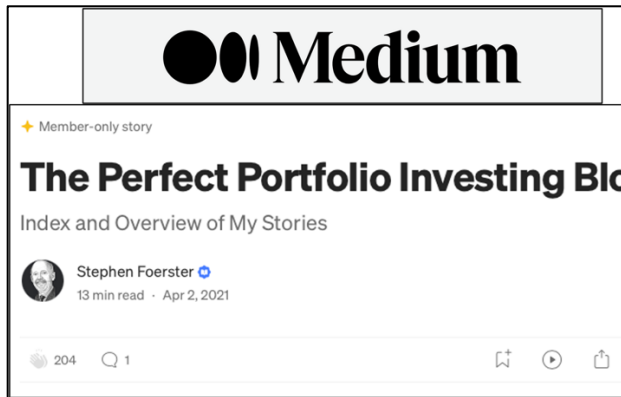 Medium
Member-only story
The Perfect Portfolio Investing Blo
Index and Overview of My Stories
Stephen Foerster
13 min read · Apr 2, 2021
204 1